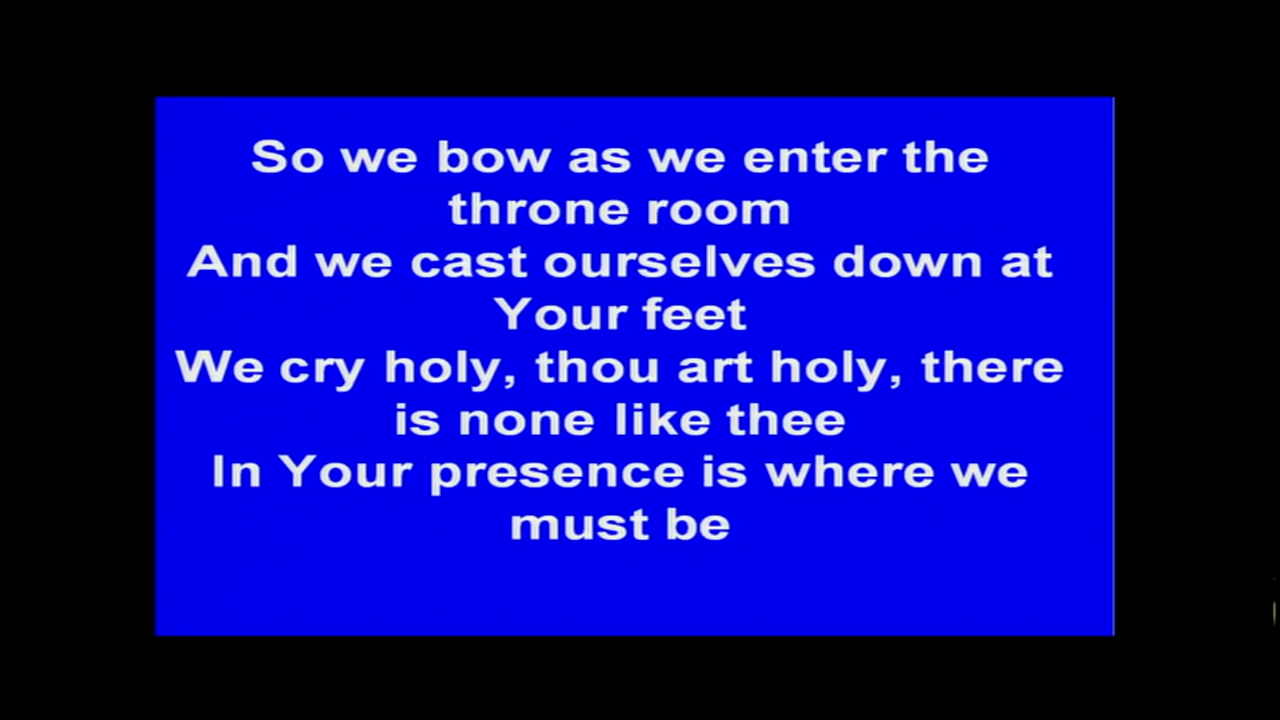 So we bow as we enter the
throne room
And we cast ourselves down at
Your feet
We cry holy, thou art holy, there
is none like thee
In Your presence is where we
must be